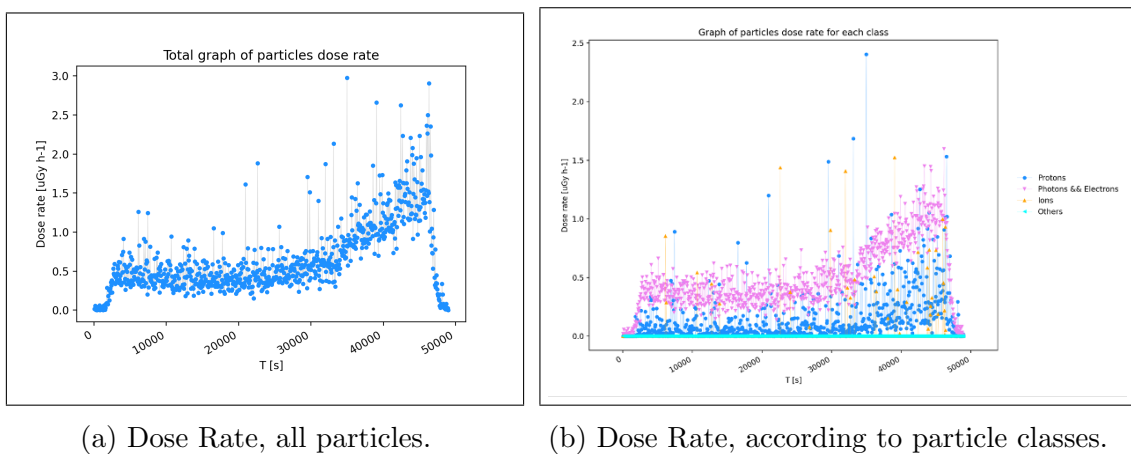 Total graph of particles dose rate
Dose rate [uGy h-1]
3.0
2.5
2.0
1.5
1.0
0.5
0.0
0
10000
20000
30000
40000
50000
T [s]
(a) Dose Rate, all particles.
Graph of particles dose rate for each class
Dose rate [uGy h-1]
2.5
2.0
1.5
1.0
0.5
0.0
0
10000
20000
30000
40000
50000
T [s]
Protons
Photons && Electrons
Ions
Others
(b) Dose Rate, according to particle classes.